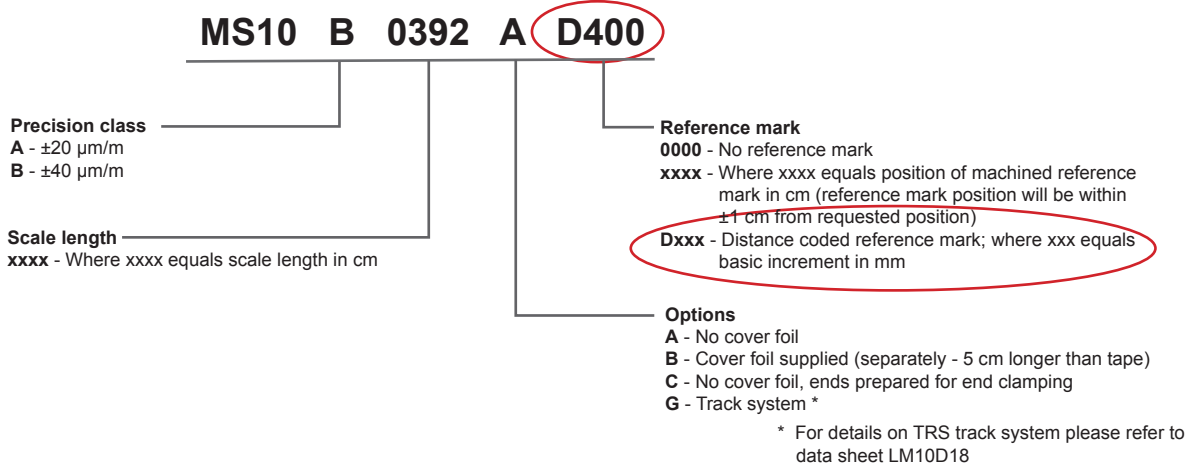 MS10 B 0392 A D400
Precision class
A - ±20 µm/m
B - ±40 µm/m
Scale length
xxxx - Where xxxx equals scale length in cm
Reference mark
0000 - No reference mark
xxxx - Where xxxx equals position of machined reference
mark in cm (reference mark position will be within
±1 cm from requested position)
Dxxx - Distance coded reference mark; where xxx equals
basic increment in mm
Options
A - No cover foil
B - Cover foil supplied (separately - 5 cm longer than tape)
C - No cover foil, ends prepared for end clamping
G - Track system *
* For details on TRS track system please refer to
data sheet LM10D18